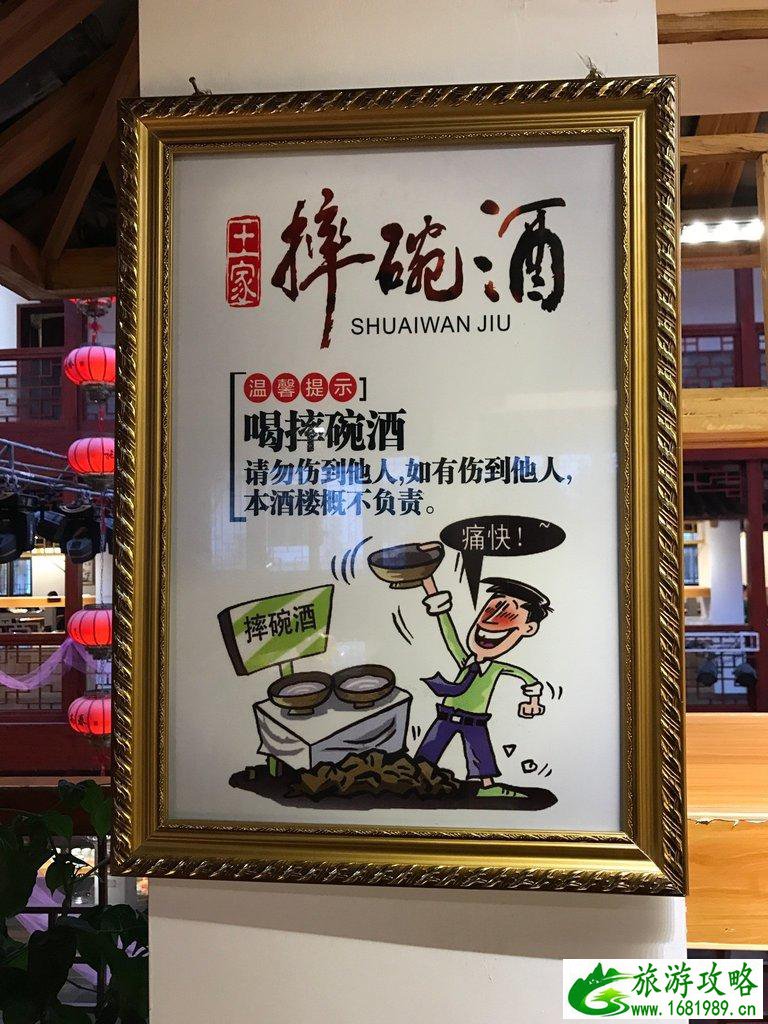 土家
摔碗酒
SHUAIWAN JIU
[温馨提示]
喝摔碗酒
请勿伤到他人,如有伤到他人,
本酒楼概不负责。
痛快！~
摔碗酒
旅游攻略
www.1681989.cn